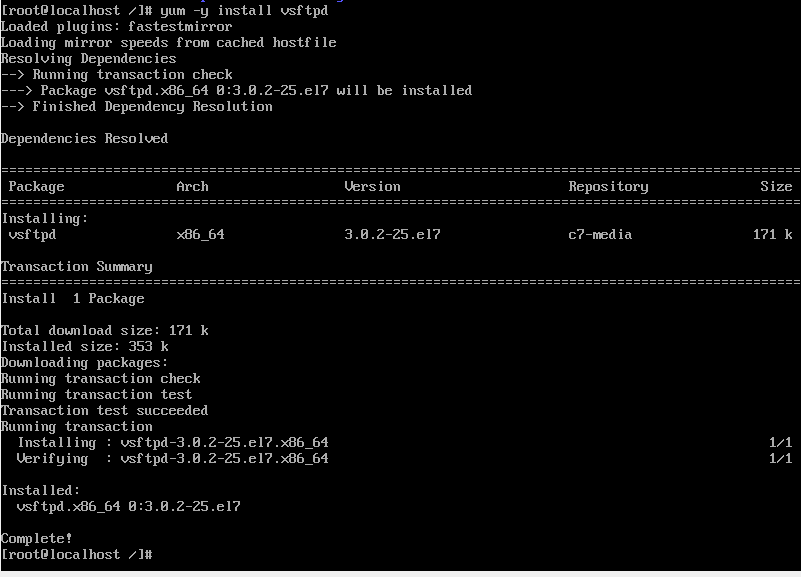 [root@localhost /]# yum -y install vsftpd
Loaded plugins: fastestmirror
Loading mirror speeds from cached hostfile
Resolving Dependencies
--> Running transaction check
---> Package vsftpd.x86_64 0:3.0.2-25.el7 will be installed
--> Finished Dependency Resolution
Dependencies Resolved
================================================================================
Package Arch Version Repository Size
================================================================================
Installing:
vsftpd x86_64 3.0.2-25.el7 c7-media 171 k
Transaction Summary
================================================================================
Install 1 Package
Total download size: 171 k
Installed size: 353 k
Downloading packages:
Running transaction check
Running transaction test
Transaction test succeeded
Running transaction
Installing : vsftpd-3.0.2-25.el7.x86_64 1/1
Verifying : vsftpd-3.0.2-25.el7.x86_64 1/1
Installed:
vsftpd.x86_64 0:3.0.2-25.el7
Complete!
[root@localhost /]#